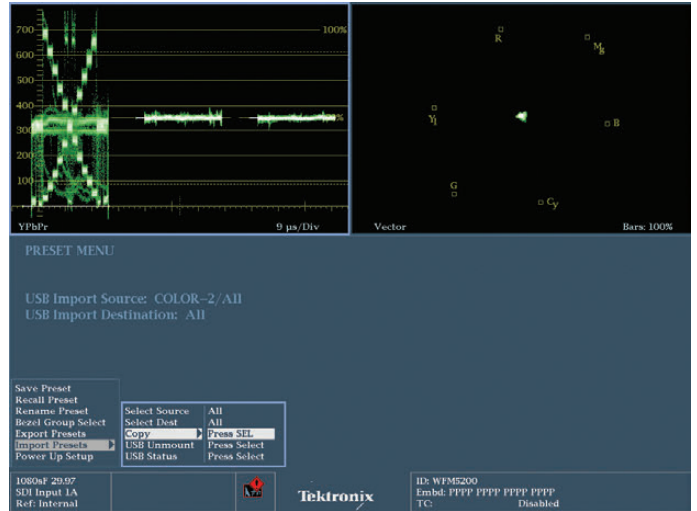 700
100%
600
500
400
300
200
100
YPbPr
9 µs/Div
R
Mg
Yl
B
G
Cy
Vector
Bars: 100%
PRESET MENU
USB Import Source: COLOR-2/All
USB Import Destination: All
Save Preset
Recall Preset
Rename Preset
Bezel Group Select
Export Presets
Import Presets
Power Up Setup
Select Source All
Select Dest All
Copy Press SEL
USB Unmount Press Select
USB Status Press Select
1080sF 29.97
SDI Input 1A
Ref: Internal
Tektronix
ID: WFM5200
Embd: PPPP PPPP PPPP PPPP
TC: Disabled